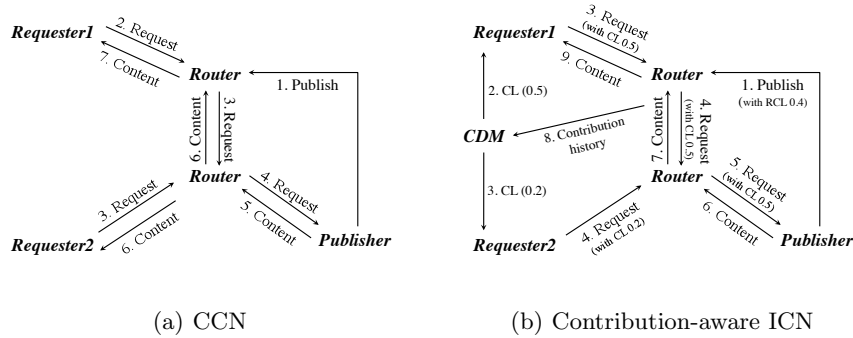 Requester1
2. Request
7. Content
Router
1. Publish
6. Content
3. Request
Router
3. Request
6. Content
4. Request
5. Content
Requester2
Publisher
(a) CCN
Requester1
3. Request
(with CL 0.5)
9. Content
Router
2. CL (0.5)
1. Publish
(with RCL 0.4)
CDM
8. Contribution
history
7. Content
4. Request
(with CL 0.5)
Router
3. CL (0.2)
4. Request
(with CL 0.2)
5. Request
(with CL 0.5)
6. Content
Requester2
Publisher
(b) Contribution-aware ICN